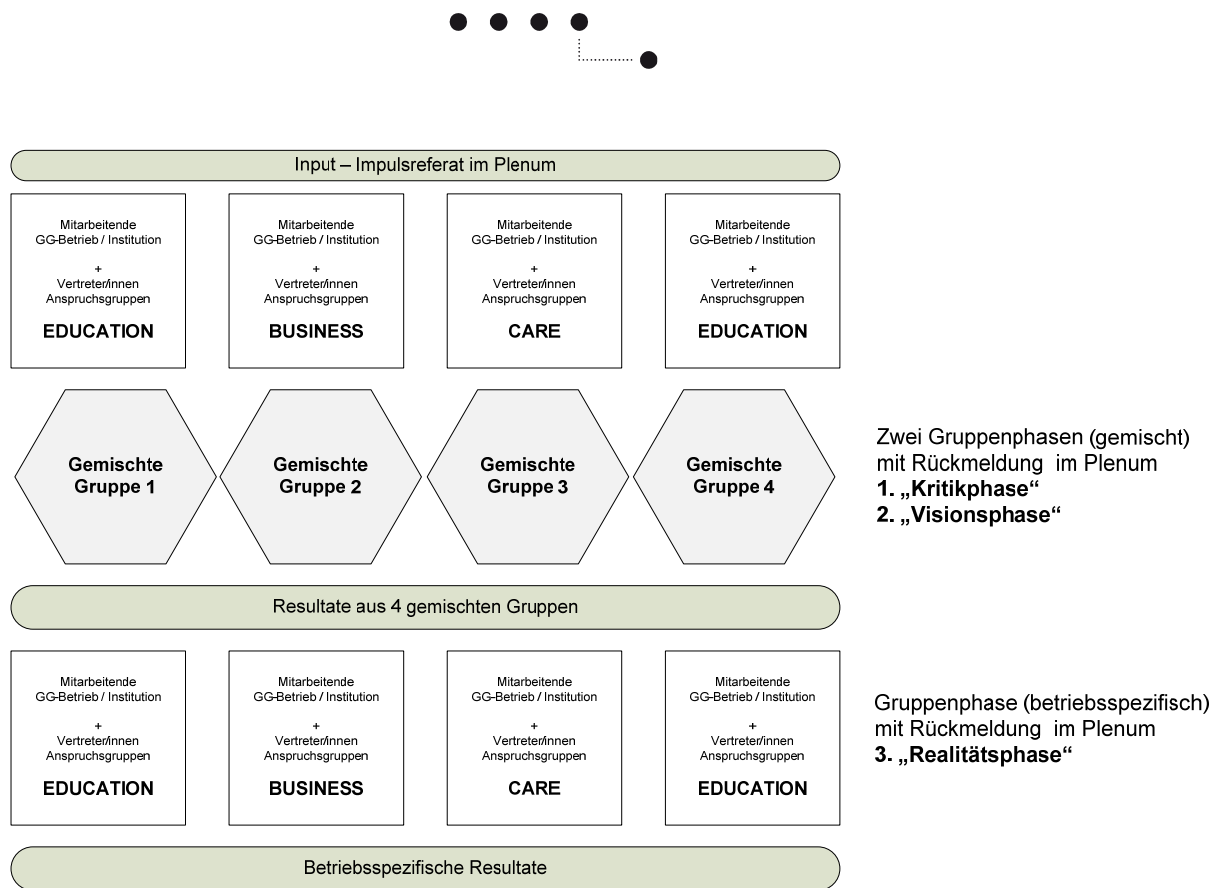 Input – Impulsreferat im Plenum
Mitarbeitende
GG-Betrieb / Institution
+
Vertreter/innen
Anspruchsgruppen
EDUCATION
Mitarbeitende
GG-Betrieb / Institution
+
Vertreter/innen
Anspruchsgruppen
BUSINESS
Mitarbeitende
GG-Betrieb / Institution
+
Vertreter/innen
Anspruchsgruppen
CARE
Mitarbeitende
GG-Betrieb / Institution
+
Vertreter/innen
Anspruchsgruppen
EDUCATION
Gemischte
Gruppe 1
Gemischte
Gruppe 2
Gemischte
Gruppe 3
Gemischte
Gruppe 4
Zwei Gruppenphasen (gemischt)
mit Rückmeldung im Plenum
1. „Kritikphase“
2. „Visionsphase“
Resultate aus 4 gemischten Gruppen
Mitarbeitende
GG-Betrieb / Institution
+
Vertreter/innen
Anspruchsgruppen
EDUCATION
Mitarbeitende
GG-Betrieb / Institution
+
Vertreter/innen
Anspruchsgruppen
BUSINESS
Mitarbeitende
GG-Betrieb / Institution
+
Vertreter/innen
Anspruchsgruppen
CARE
Mitarbeitende
GG-Betrieb / Institution
+
Vertreter/innen
Anspruchsgruppen
EDUCATION
Gruppenphase (betriebsspezifisch)
mit Rückmeldung im Plenum
3. „Realitätsphase“
Betriebsspezifische Resultate